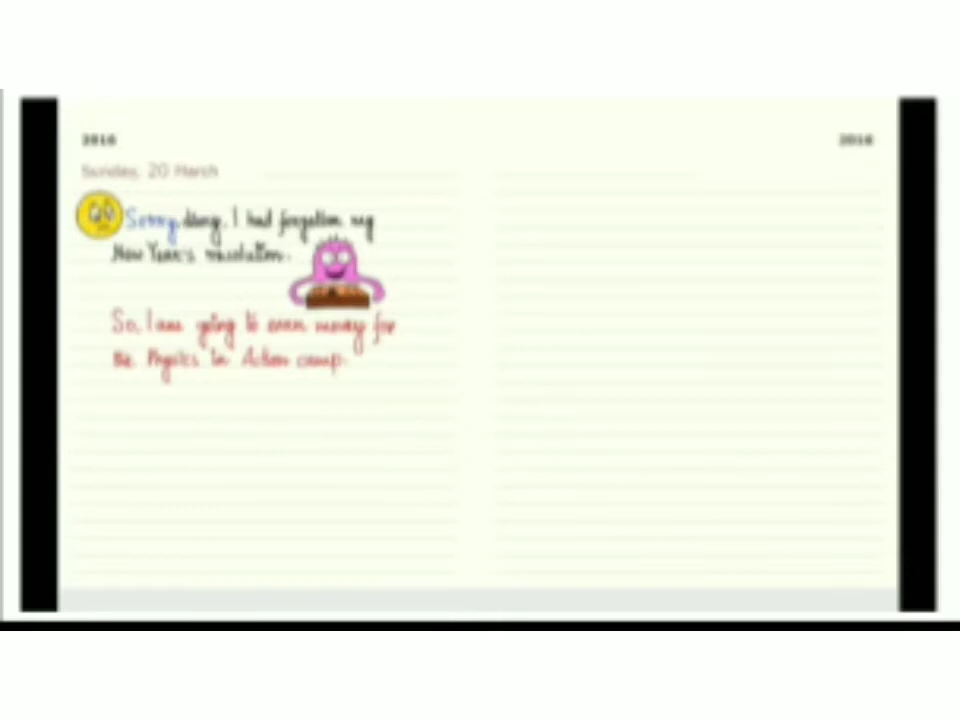 2016
2016
Sunday, 20 March
Sorry diary, I had forgotten my
New Year's resolution.
So, I am going to earn money for
the Physics in Action camp.